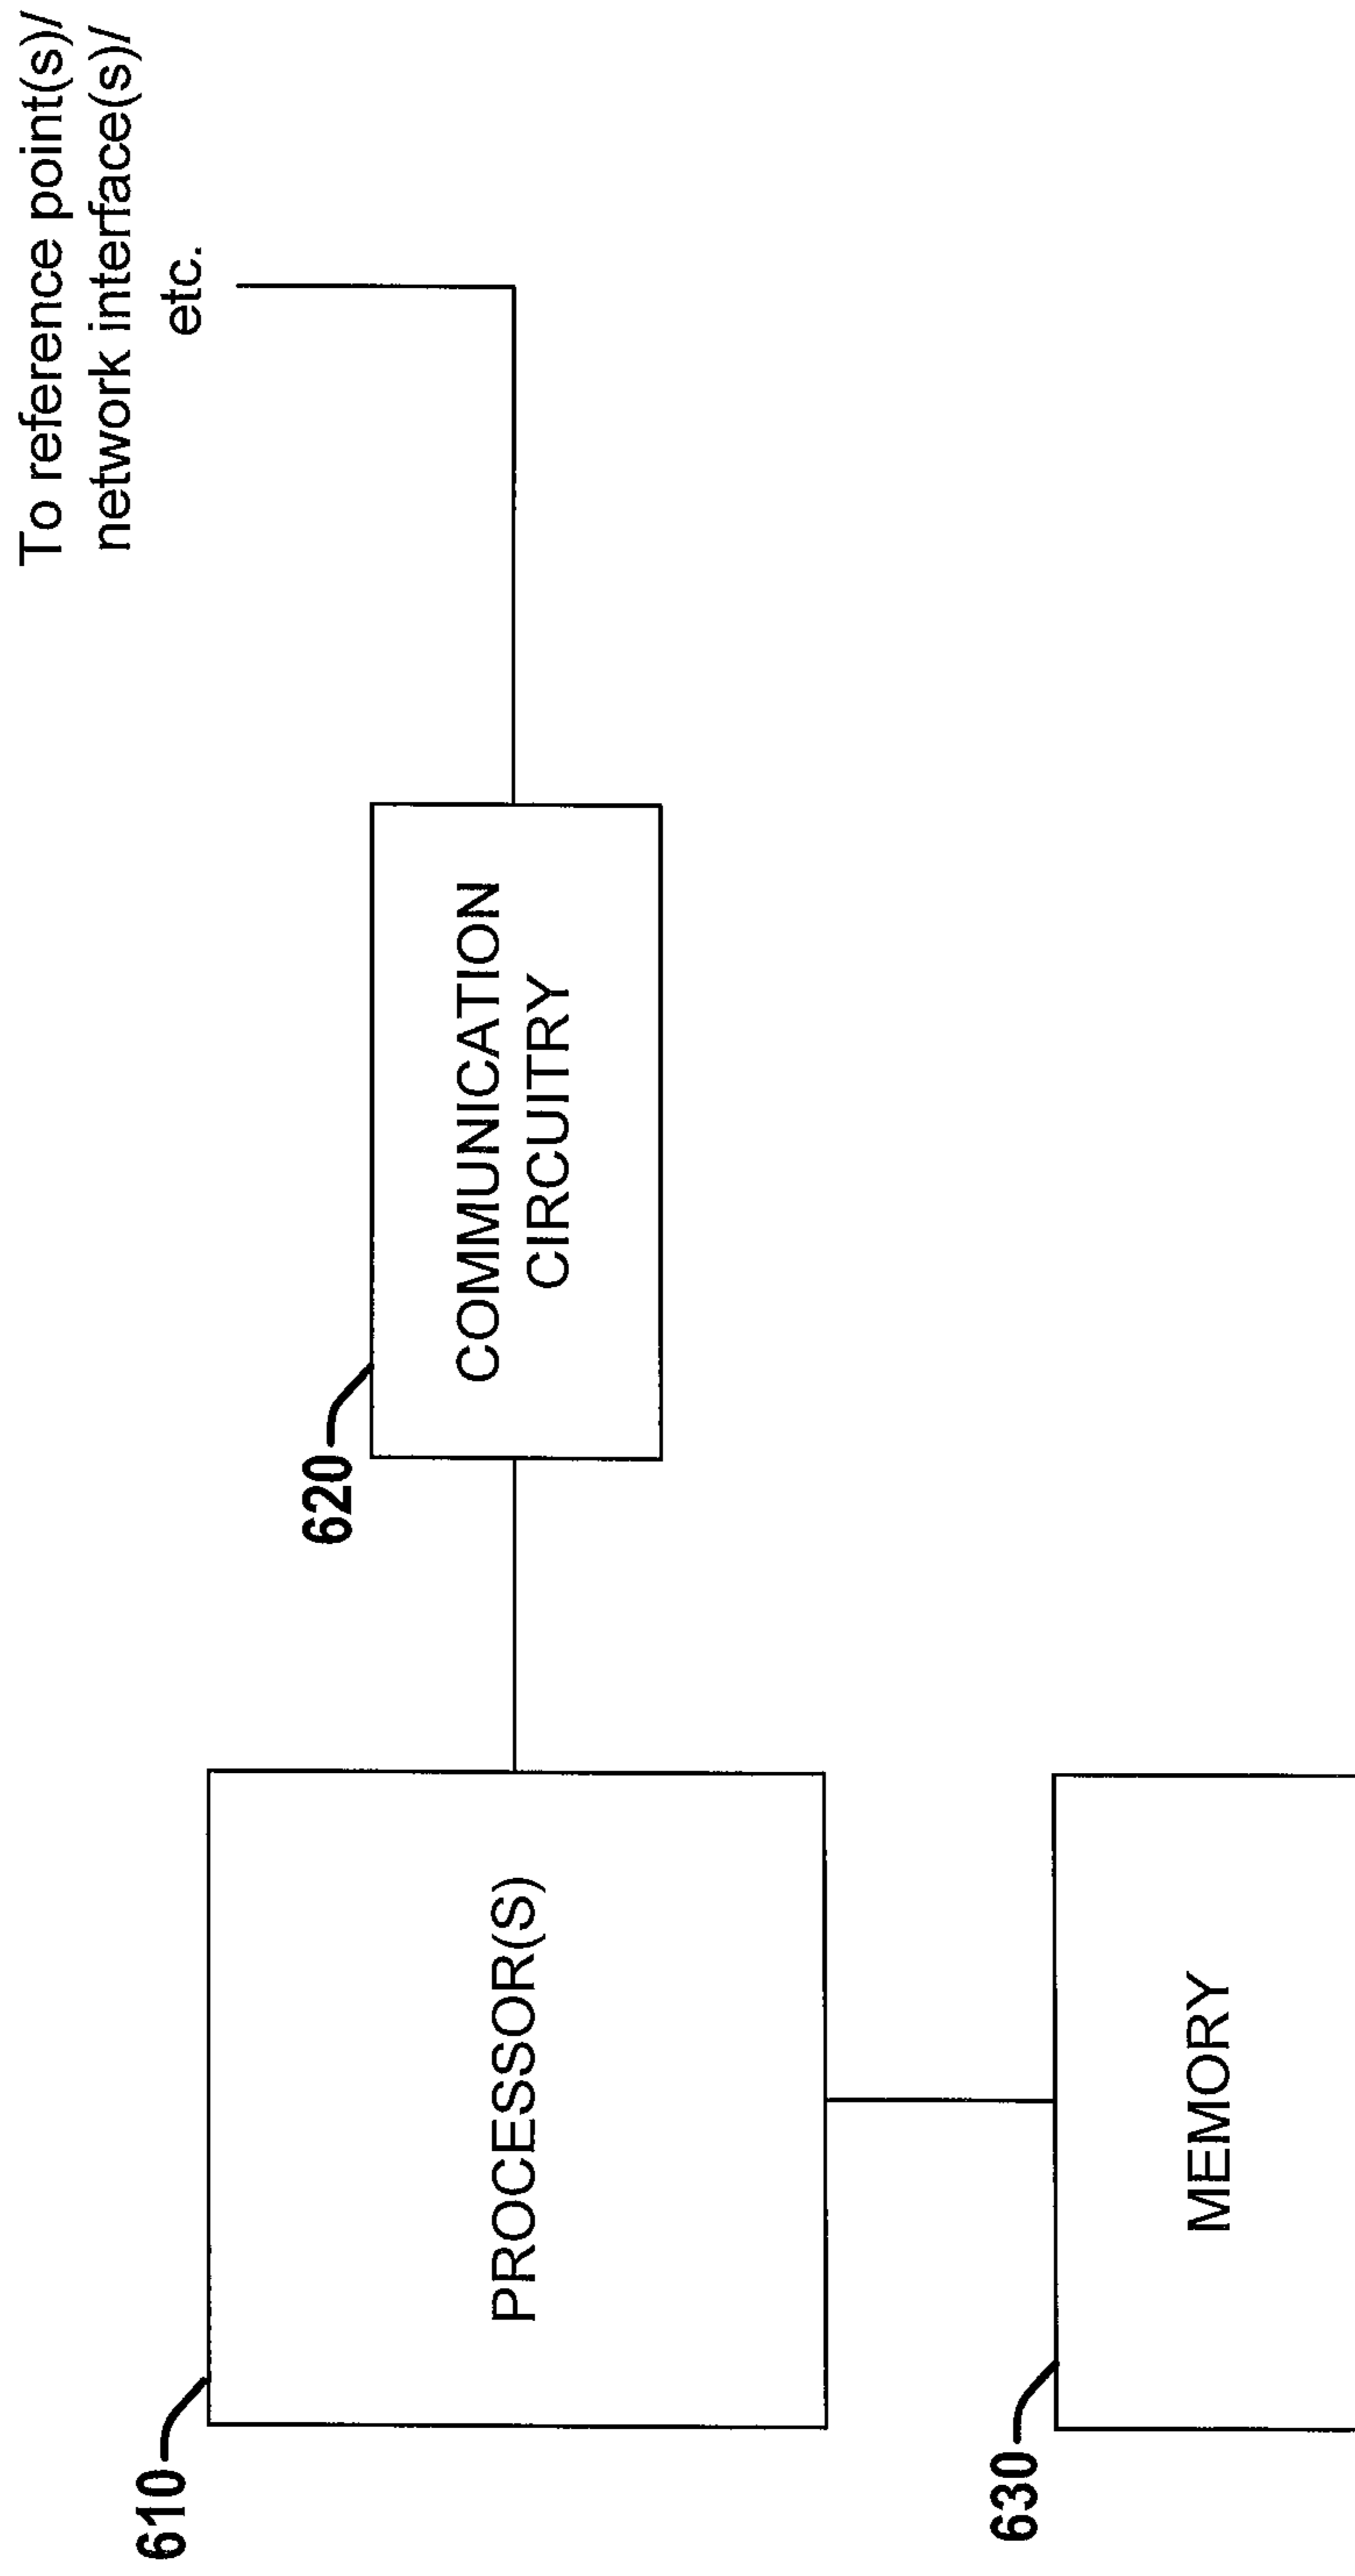 To reference point(s)/
network interface(s)/
etc.
620
COMMUNICATION
CIRCUITRY
610
PROCESSOR(S)
630
MEMORY